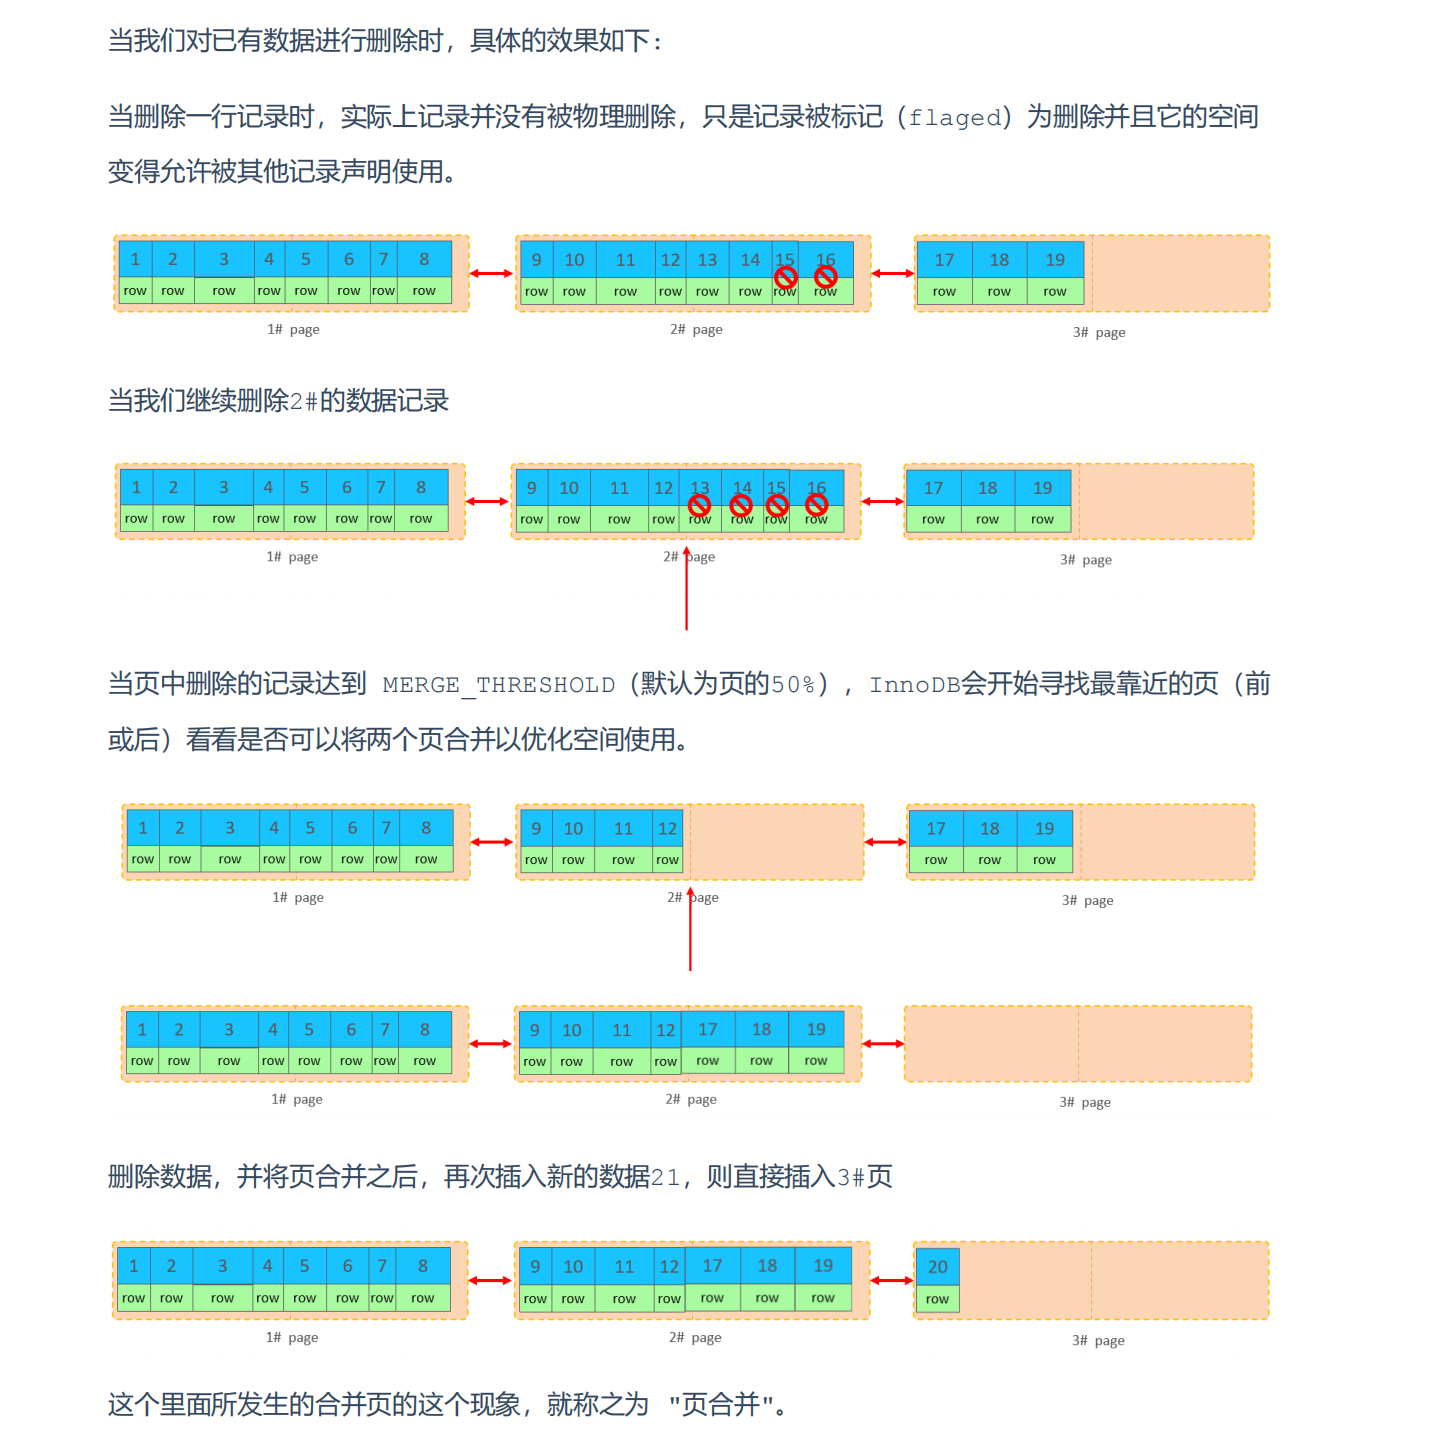 当我们对已有数据进行删除时，具体的效果如下：
当删除一行记录时，实际上记录并没有被物理删除，只是记录被标记（flaged）为删除并且它的空间
变得允许被其他记录声明使用。
1 2 3 4 5 6 7 8 9 10 11 12 13 14 15 16 17 18 19
row row row row row row row row row row row row row row row row row row row
1# page 2# page 3# page
当我们继续删除2#的数据记录
1 2 3 4 5 6 7 8 9 10 11 12 13 14 15 16 17 18 19
row row row row row row row row row row row row row row row row row row row
1# page 2# page 3# page
当页中删除的记录达到 MERGE_THRESHOLD（默认为页的50%），InnoDB会开始寻找最靠近的页（前
或后）看看是否可以将两个页合并以优化空间使用。
1 2 3 4 5 6 7 8 9 10 11 12 17 18 19
row row row row row row row row row row row row row row row
1# page 2# page 3# page
1 2 3 4 5 6 7 8 9 10 11 12 17 18 19
row row row row row row row row row row row row row row row
1# page 2# page 3# page
删除数据，并将页合并之后，再次插入新的数据21，则直接插入3#页
1 2 3 4 5 6 7 8 9 10 11 12 17 18 19 20
row row row row row row row row row row row row row row row row
1# page 2# page 3# page
这个里面所发生的合并页的这个现象，就称之为 "页合并"。